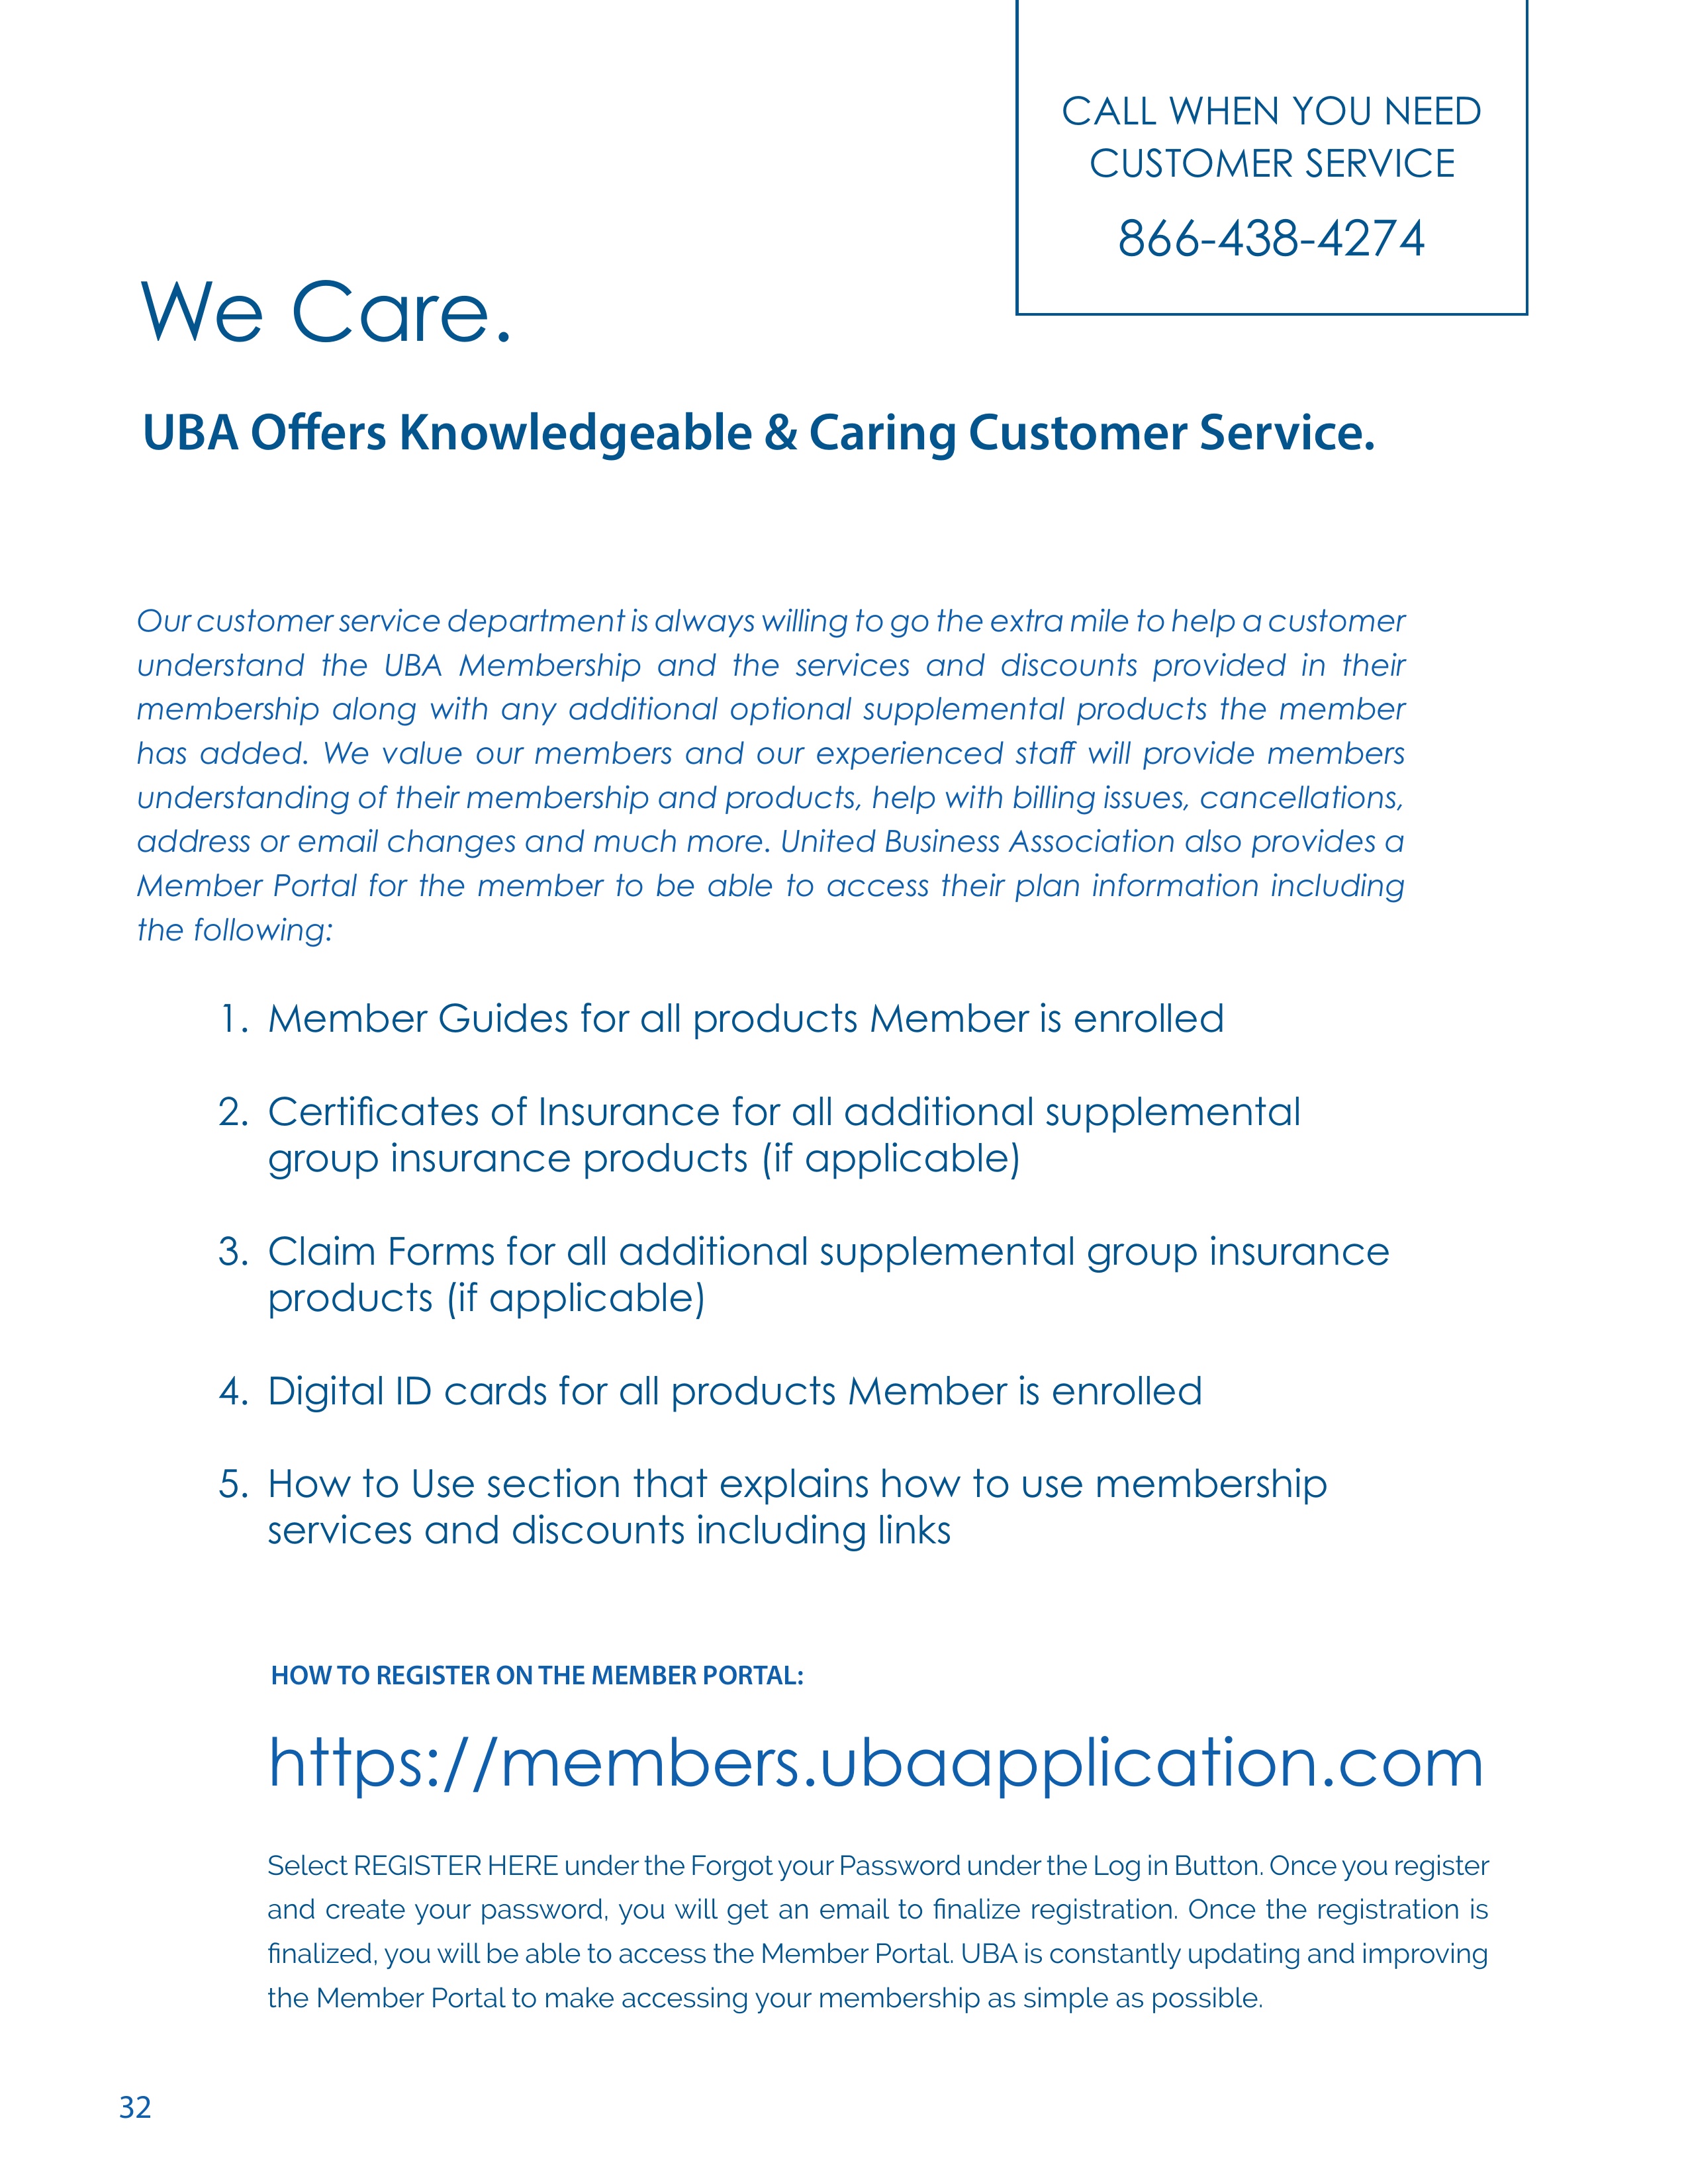 CALL WHEN YOU NEED
CUSTOMER SERVICE
866-438-4274
We Care.
UBA Offers Knowledgeable & Caring Customer Service.
Our customer service department is always willing to go the extra mile to help a customer
understand the UBA Membership and the services and discounts provided in their
membership along with any additional optional supplemental products the member
has added. We value our members and our experienced staff will provide members
understanding of their membership and products, help with billing issues, cancellations,
address or email changes and much more. United Business Association also provides a
Member Portal for the member to be able to access their plan information including
the following:
1. Member Guides for all products Member is enrolled
2. Certificates of Insurance for all additional supplemental
group insurance products (if applicable)
3. Claim Forms for all additional supplemental group insurance
products (if applicable)
4. Digital ID cards for all products Member is enrolled
5. How to Use section that explains how to use membership
services and discounts including links
HOW TO REGISTER ON THE MEMBER PORTAL:
https://members.ubaapplication.com
Select REGISTER HERE under the Forgot your Password under the Log in Button. Once you register
and create your password, you will get an email to finalize registration. Once the registration is
finalized, you will be able to access the Member Portal. UBA is constantly updating and improving
the Member Portal to make accessing your membership as simple as possible.
32